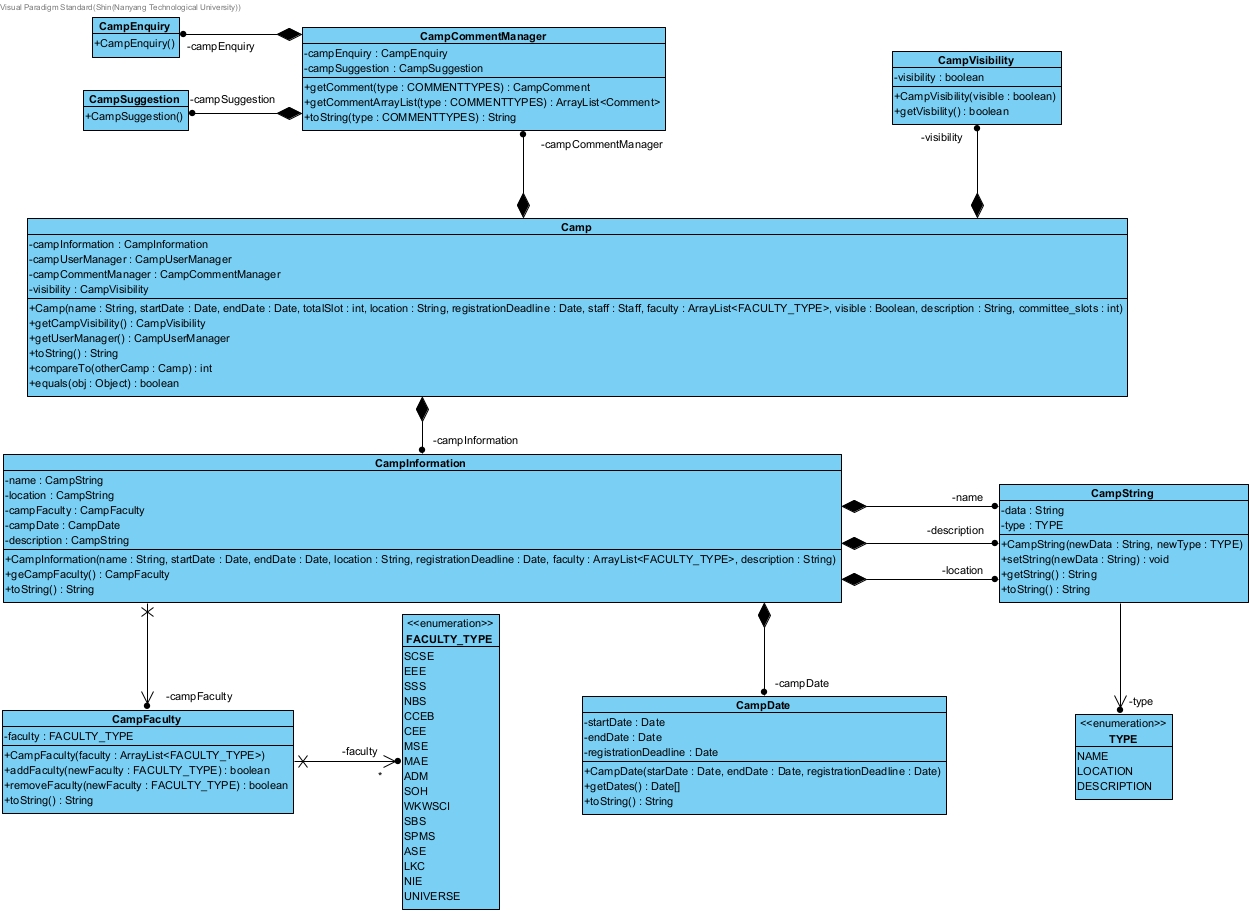 Visual Paradigm Standard(Shin(Nanyang Technological University))
CampEnquiry
+CampEnquiry()
-campEnquiry
CampSuggestion
+CampSuggestion()
-campSuggestion
CampCommentManager
-campEnquiry : CampEnquiry
-campSuggestion : CampSuggestion
+getComment(type : COMMENTTYPES) : CampComment
+getCommentArrayList(type : COMMENTTYPES) : ArrayList<Comment>
+toString(type : COMMENTTYPES) : String
-campCommentManager
CampVisibility
-visibility : boolean
+CampVisibility(visible : boolean)
+getVisbility() : boolean
-visibility
Camp
-campInformation : CampInformation
-campUserManager : CampUserManager
-campCommentManager : CampCommentManager
-visibility : CampVisibility
+Camp(name : String, startDate : Date, endDate : Date, totalSlot : int, location : String, registrationDeadline : Date, staff : Staff, faculty : ArrayList<FACULTY_TYPE>, visible : Boolean, description : String, committee_slots : int)
+getCampVisibility() : CampVisibility
+getUserManager() : CampUserManager
+toString() : String
+compareTo(otherCamp : Camp) : int
+equals(obj : Object) : boolean
-campInformation
CampInformation
-name : CampString
-location : CampString
-campFaculty : CampFaculty
-campDate : CampDate
-description : CampString
+CampInformation(name : String, startDate : Date, endDate : Date, location : String, registrationDeadline : Date, faculty : ArrayList<FACULTY_TYPE>, description : String)
+geCampFaculty() : CampFaculty
+toString() : String
-name
-description
-location
CampString
-data : String
-type : TYPE
+CampString(newData : String, newType : TYPE)
+setString(newData : String) : void
+getString() : String
+toString() : String
-campFaculty
CampFaculty
-faculty : FACULTY_TYPE
+CampFaculty(faculty : ArrayList<FACULTY_TYPE>)
+addFaculty(newFaculty : FACULTY_TYPE) : boolean
+removeFaculty(newFaculty : FACULTY_TYPE) : boolean
+toString() : String
-faculty
*
<<enumeration>>
FACULTY_TYPE
SCSE
EEE
SSS
NBS
CCEB
CEE
MSE
MAE
ADM
SOH
WKWSCI
SBS
SPMS
ASE
LKC
NIE
UNIVERSE
-campDate
CampDate
-startDate : Date
-endDate : Date
-registrationDeadline : Date
+CampDate(starDate : Date, endDate : Date, registrationDeadline : Date)
+getDates() : Date[]
+toString() : String
-type
<<enumeration>>
TYPE
NAME
LOCATION
DESCRIPTION